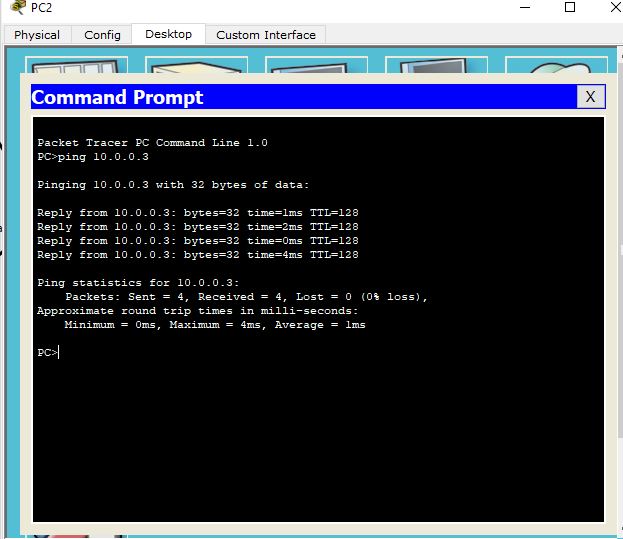 PC2
Physical Config Desktop Custom Interface
Command Prompt X
Packet Tracer PC Command Line 1.0
PC>ping 10.0.0.3
Pinging 10.0.0.3 with 32 bytes of data:
Reply from 10.0.0.3: bytes=32 time=1ms TTL=128
Reply from 10.0.0.3: bytes=32 time=2ms TTL=128
Reply from 10.0.0.3: bytes=32 time=0ms TTL=128
Reply from 10.0.0.3: bytes=32 time=4ms TTL=128
Ping statistics for 10.0.0.3:
    Packets: Sent = 4, Received = 4, Lost = 0 (0% loss),
Approximate round trip times in milli-seconds:
    Minimum = 0ms, Maximum = 4ms, Average = 1ms
PC>